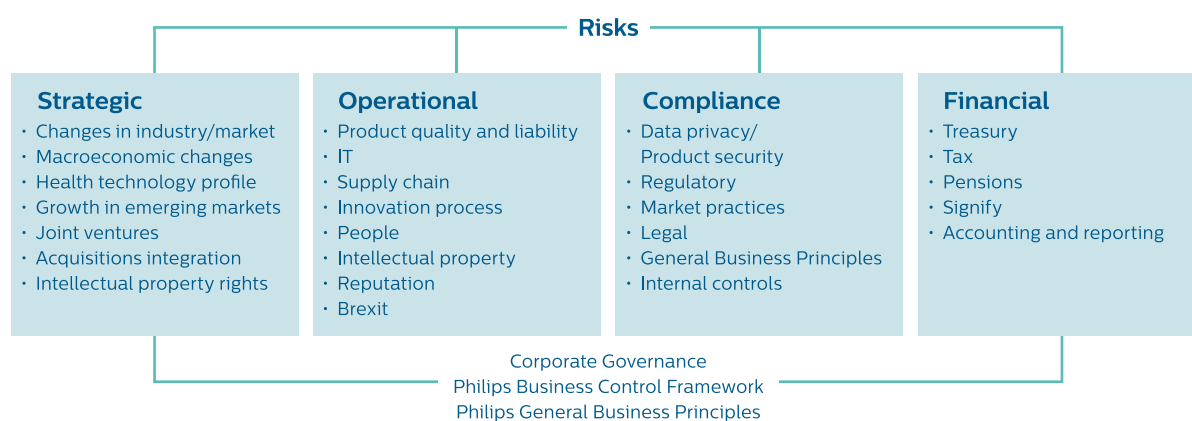 Risks
Strategic
• Changes in industry/market
• Macroeconomic changes
• Health technology profile
• Growth in emerging markets
• Joint ventures
• Acquisitions integration
• Intellectual property rights
Operational
• Product quality and liability
• IT
• Supply chain
• Innovation process
• People
• Intellectual property
• Reputation
• Brexit
Compliance
• Data privacy/
Product security
• Regulatory
• Market practices
• Legal
• General Business Principles
• Internal controls
Financial
• Treasury
• Tax
• Pensions
• Signify
• Accounting and reporting
Corporate Governance
Philips Business Control Framework
Philips General Business Principles